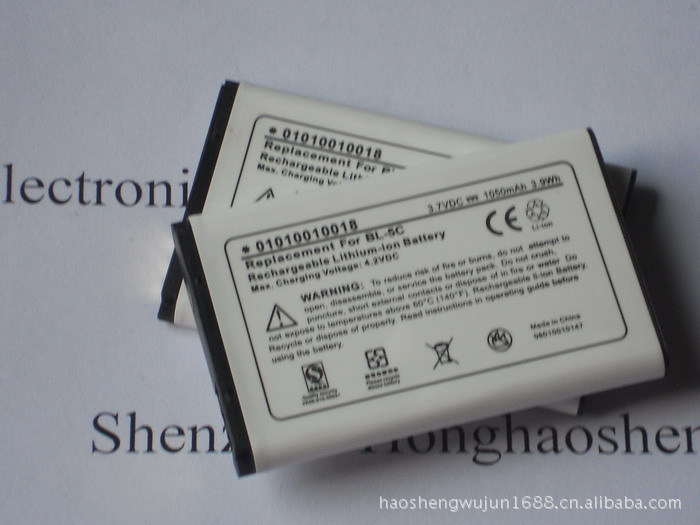 lectroni
* 01010010018
Replacement For B
Rechargeable Lith
Max. Charging V
* 01010010018
3.7VDC 1050mAh 3.9Wh
Replacement For BL-5C
Rechargeable Lithium-ion Battery
Max. Charging Voltage: 4.2VDC
CE
Li-ion
WARNING: To reduce risk of fire or burns, do not attempt to
open, disassemble, or service the battery pack. Do not crush,
puncture, short external contacts or dispose of in fire or water. Do
not expose to temperatures above 60°C (140°F). Rechargeable Li-ion Battery.
Recycle or dispose of properly. Read instructions in operating guide before
using the battery.
Made in China
Shenz
onghaosher
haoshengwujun1688.cn.alibaba.com